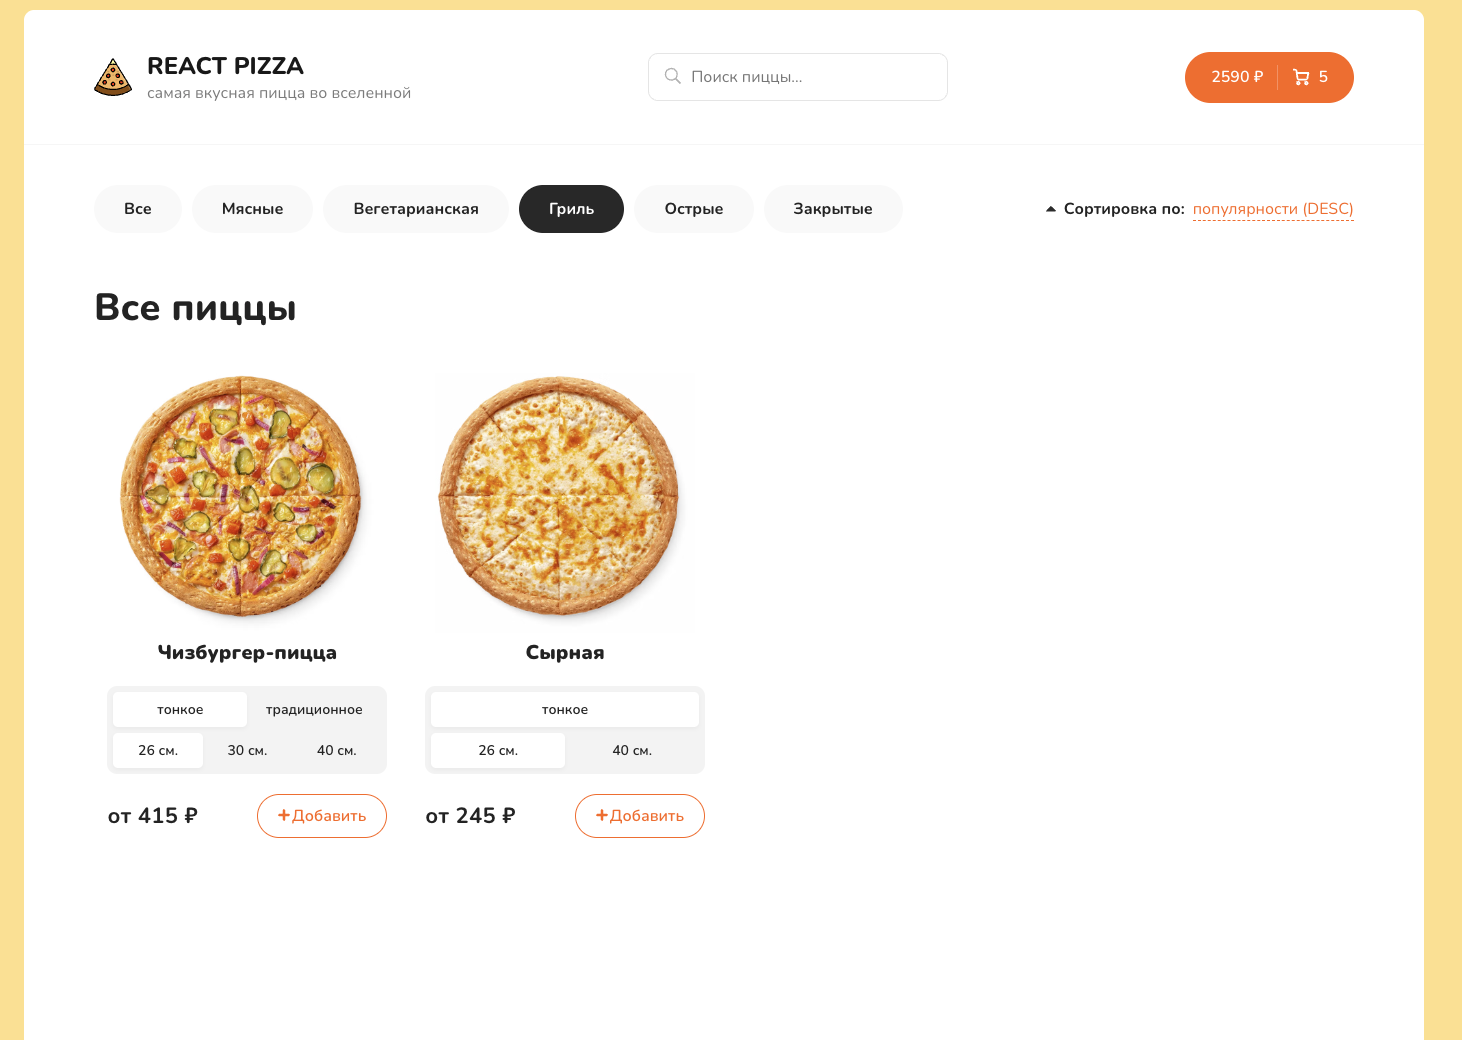 REACT PIZZA
самая вкусная пицца во вселенной
Поиск пиццы...
2590 ₽ 5
Все Мясные Вегетарианская Гриль Острые Закрытые
Сортировка по: популярности (DESC)
Все пиццы
Чизбургер-пицца
тонкое традиционное
26 см. 30 см. 40 см.
от 415 ₽ +Добавить
Сырная
тонкое
26 см. 40 см.
от 245 ₽ +Добавить